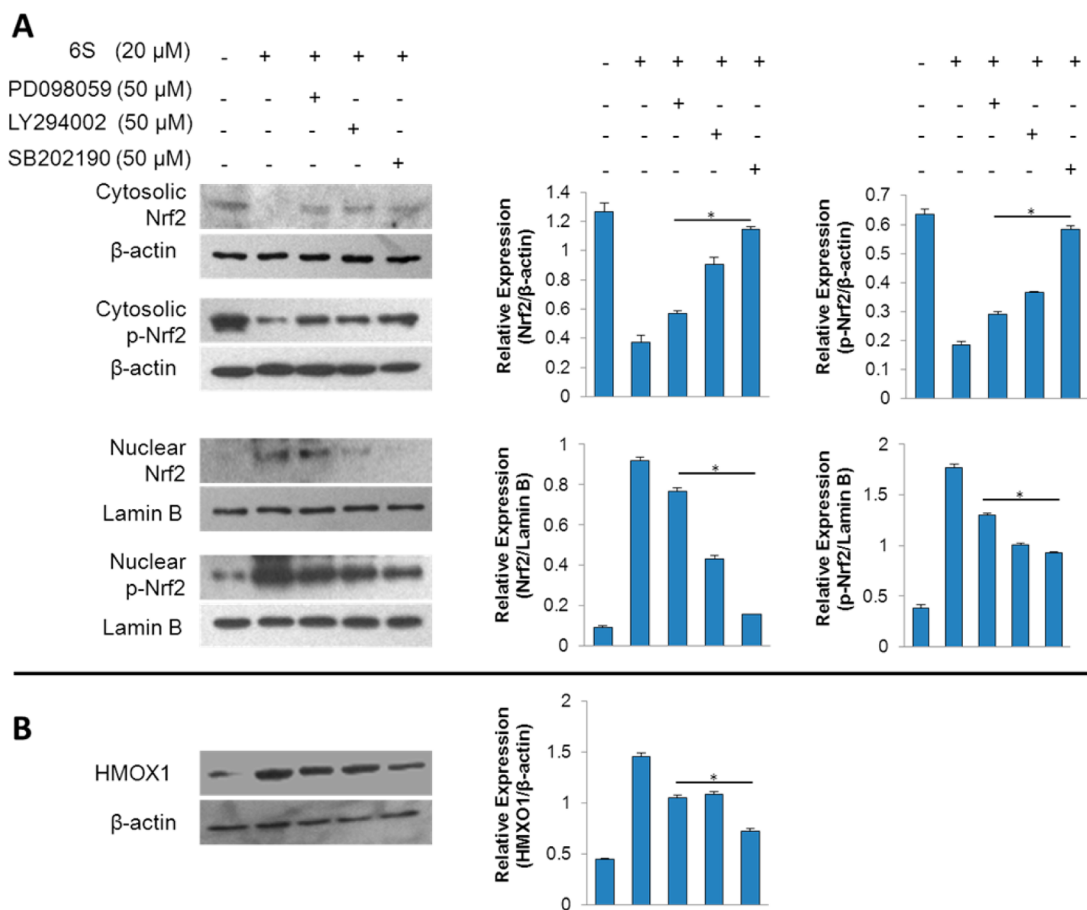 A
6S (20 µM) - + + + +
PD098059 (50 µM) - - + - -
LY294002 (50 µM) - - - + -
SB202190 (50 µM) - - - - +
- + + + + - + + + +
- - + - - - - + - -
- - - + - - - - + -
- - - - + - - - - +
Cytosolic
Nrf2
β-actin
Cytosolic
p-Nrf2
β-actin
Relative Expression
(Nrf2/β-actin)
1.4
1.2
1
0.8
0.6
0.4
0.2
0
*
Relative Expression
(p-Nrf2/β-actin)
0.7
0.6
0.5
0.4
0.3
0.2
0.1
0
*
Nuclear
Nrf2
Lamin B
Nuclear
p-Nrf2
Lamin B
Relative Expression
(Nrf2/Lamin B)
1
0.8
0.6
0.4
0.2
0
*
Relative Expression
(p-Nrf2/Lamin B)
2
1.5
1
0.5
0
*
B
HMOX1
β-actin
Relative Expression
(HMXO1/β-actin)
2
1.5
1
0.5
0
*